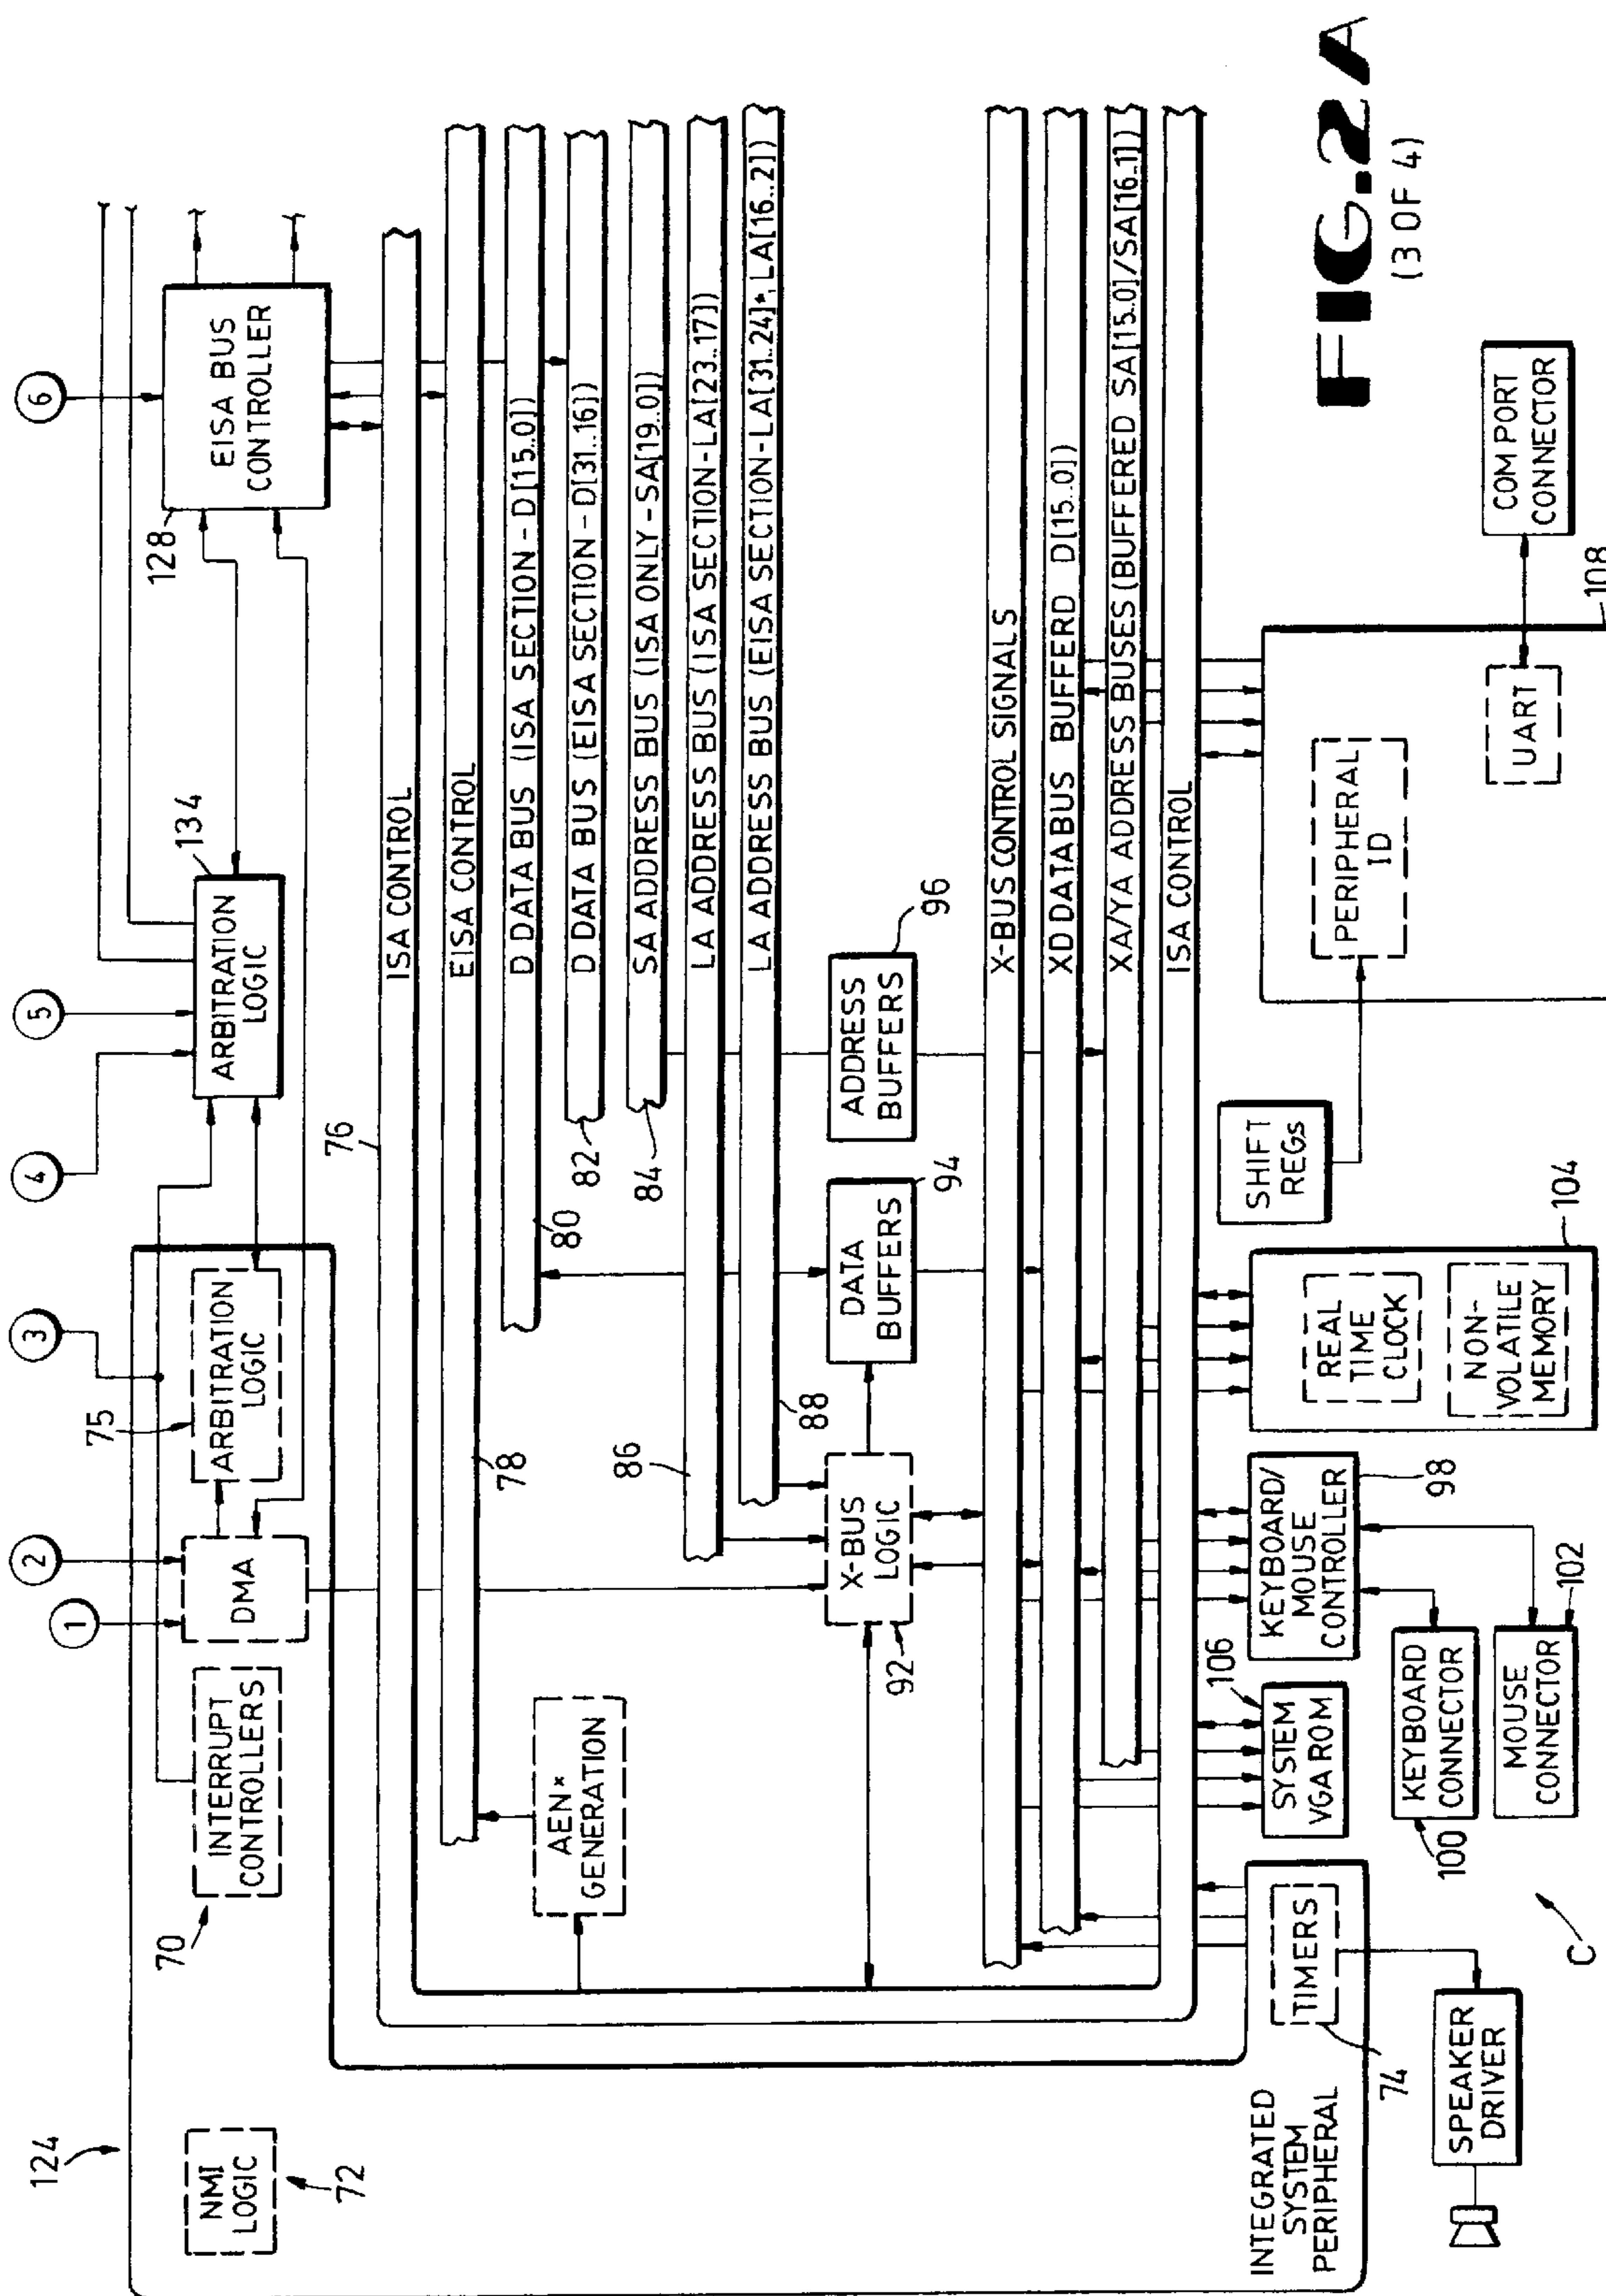 1
2
3
4
5
6
124
NMI
LOGIC
72
70
INTERRUPT
CONTROLLERS
DMA
75
ARBITRATION
LOGIC
ARBITRATION
LOGIC
134
128
EISA BUS
CONTROLLER
76
ISA CONTROL
78
EISA CONTROL
80
D DATA BUS (ISA SECTION - D[15..0])
82
D DATA BUS (EISA SECTION - D[31..16])
84
SA ADDRESS BUS (ISA ONLY - SA[19..0])
86
LA ADDRESS BUS (ISA SECTION - LA[23..17])
88
LA ADDRESS BUS (EISA SECTION - LA[31..24]*, LA[16..2])
AEN*
GENERATION
X-BUS
LOGIC
92
DATA
BUFFERS
94
ADDRESS
BUFFERS
96
X-BUS CONTROL SIGNALS
XD DATA BUS BUFFERD D[15..0])
XA/YA ADDRESS BUSES (BUFFERED SA[15..0]/SA[16..1])
ISA CONTROL
INTEGRATED
SYSTEM
PERIPHERAL
TIMERS
74
SPEAKER
DRIVER
SYSTEM
VGA ROM
106
KEYBOARD/
MOUSE
CONTROLLER
98
KEYBOARD
CONNECTOR
100
MOUSE
CONNECTOR
102
C
REAL
TIME
CLOCK
NON-
VOLATILE
MEMORY
104
SHIFT
REGs
PERIPHERAL
ID
UART
108
COM PORT
CONNECTOR
FIG.2A
(3 OF 4)